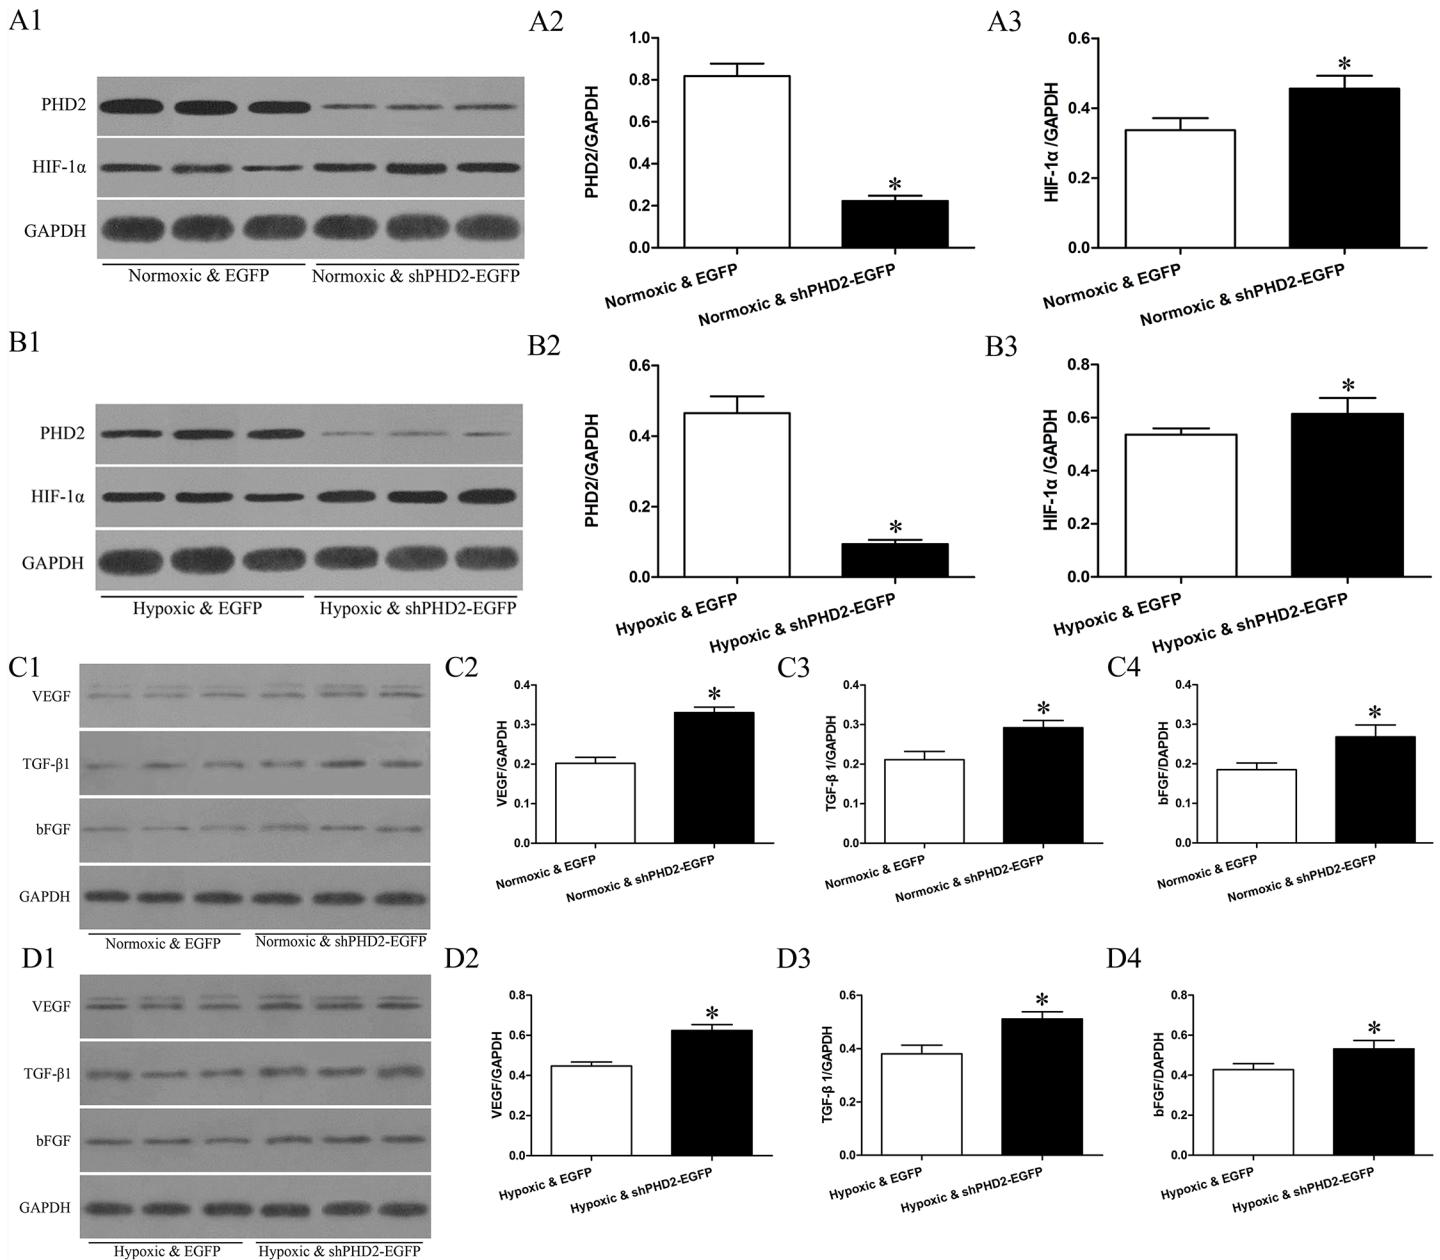 A1
PHD2
HIF-1α
GAPDH
Normoxic & EGFP
Normoxic & shPHD2-EGFP
A2
PHD2/GAPDH
1.0
0.8
0.6
0.4
0.2
0.0
*
Normoxic & EGFP
Normoxic & shPHD2-EGFP
A3
HIF-1α /GAPDH
0.6
0.4
0.2
0.0
*
Normoxic & EGFP
Normoxic & shPHD2-EGFP
B1
PHD2
HIF-1α
GAPDH
Hypoxic & EGFP
Hypoxic & shPHD2-EGFP
B2
PHD2/GAPDH
0.6
0.4
0.2
0.0
*
Hypoxic & EGFP
Hypoxic & shPHD2-EGFP
B3
HIF-1α /GAPDH
0.8
0.6
0.4
0.2
0.0
*
Hypoxic & EGFP
Hypoxic & shPHD2-EGFP
C1
VEGF
TGF-β1
bFGF
GAPDH
Normoxic & EGFP
Normoxic & shPHD2-EGFP
C2
VEGF/GAPDH
0.4
0.3
0.2
0.1
0.0
*
Normoxic & EGFP
Normoxic & shPHD2-EGFP
C3
TGF-β 1/GAPDH
0.4
0.3
0.2
0.1
0.0
*
Normoxic & EGFP
Normoxic & shPHD2-EGFP
C4
bFGF/DAPDH
0.4
0.3
0.2
0.1
0.0
*
Normoxic & EGFP
Normoxic & shPHD2-EGFP
D1
VEGF
TGF-β1
bFGF
GAPDH
Hypoxic & EGFP
Hypoxic & shPHD2-EGFP
D2
VEGF/GAPDH
0.8
0.6
0.4
0.2
0.0
*
Hypoxic & EGFP
Hypoxic & shPHD2-EGFP
D3
TGF-β 1/GAPDH
0.6
0.4
0.2
0.0
*
Hypoxic & EGFP
Hypoxic & shPHD2-EGFP
D4
bFGF/DAPDH
0.8
0.6
0.4
0.2
0.0
*
Hypoxic & EGFP
Hypoxic & shPHD2-EGFP